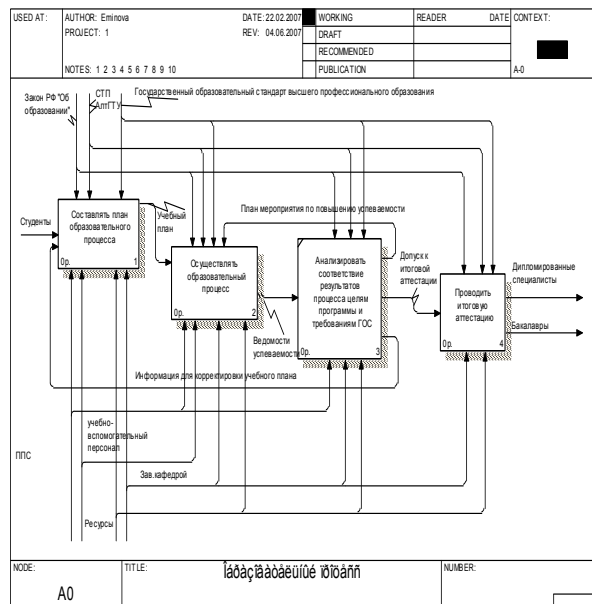 USED AT:
AUTHOR: Eminova
DATE: 22.02.2007
WORKING
READER
DATE
CONTEXT:
PROJECT: 1
REV: 04.06.2007
DRAFT
RECOMMENDED
NOTES: 1 2 3 4 5 6 7 8 9 10
PUBLICATION
A-0
Закон РФ "Об
образовании"
СТП
АлтГТУ
Государственный образовательный стандарт высшего профессионального образования
Студенты
Составлять план
образовательного
процесса
0р.
1
Учебный
план
План мероприятия по повышению успеваемости
Осуществлять
образовательный
процесс
0р.
2
Ведомости
успеваемости
Анализировать
соответствие
результатов
процесса целям
программы и
требованиям ГОС
0р.
3
Допуск к
итоговой
аттестации
Проводить
итоговую
аттестацию
0р.
4
Дипломированные
специалисты
Бакалавры
Информация для корректировки учебного плана
ППС
учебно-
вспомогательный
персонал
Зав.кафедрой
Ресурсы
NODE:
A0
TITLE:
Îáðàçîâàòåëüíûé ïðîöåññ
NUMBER: